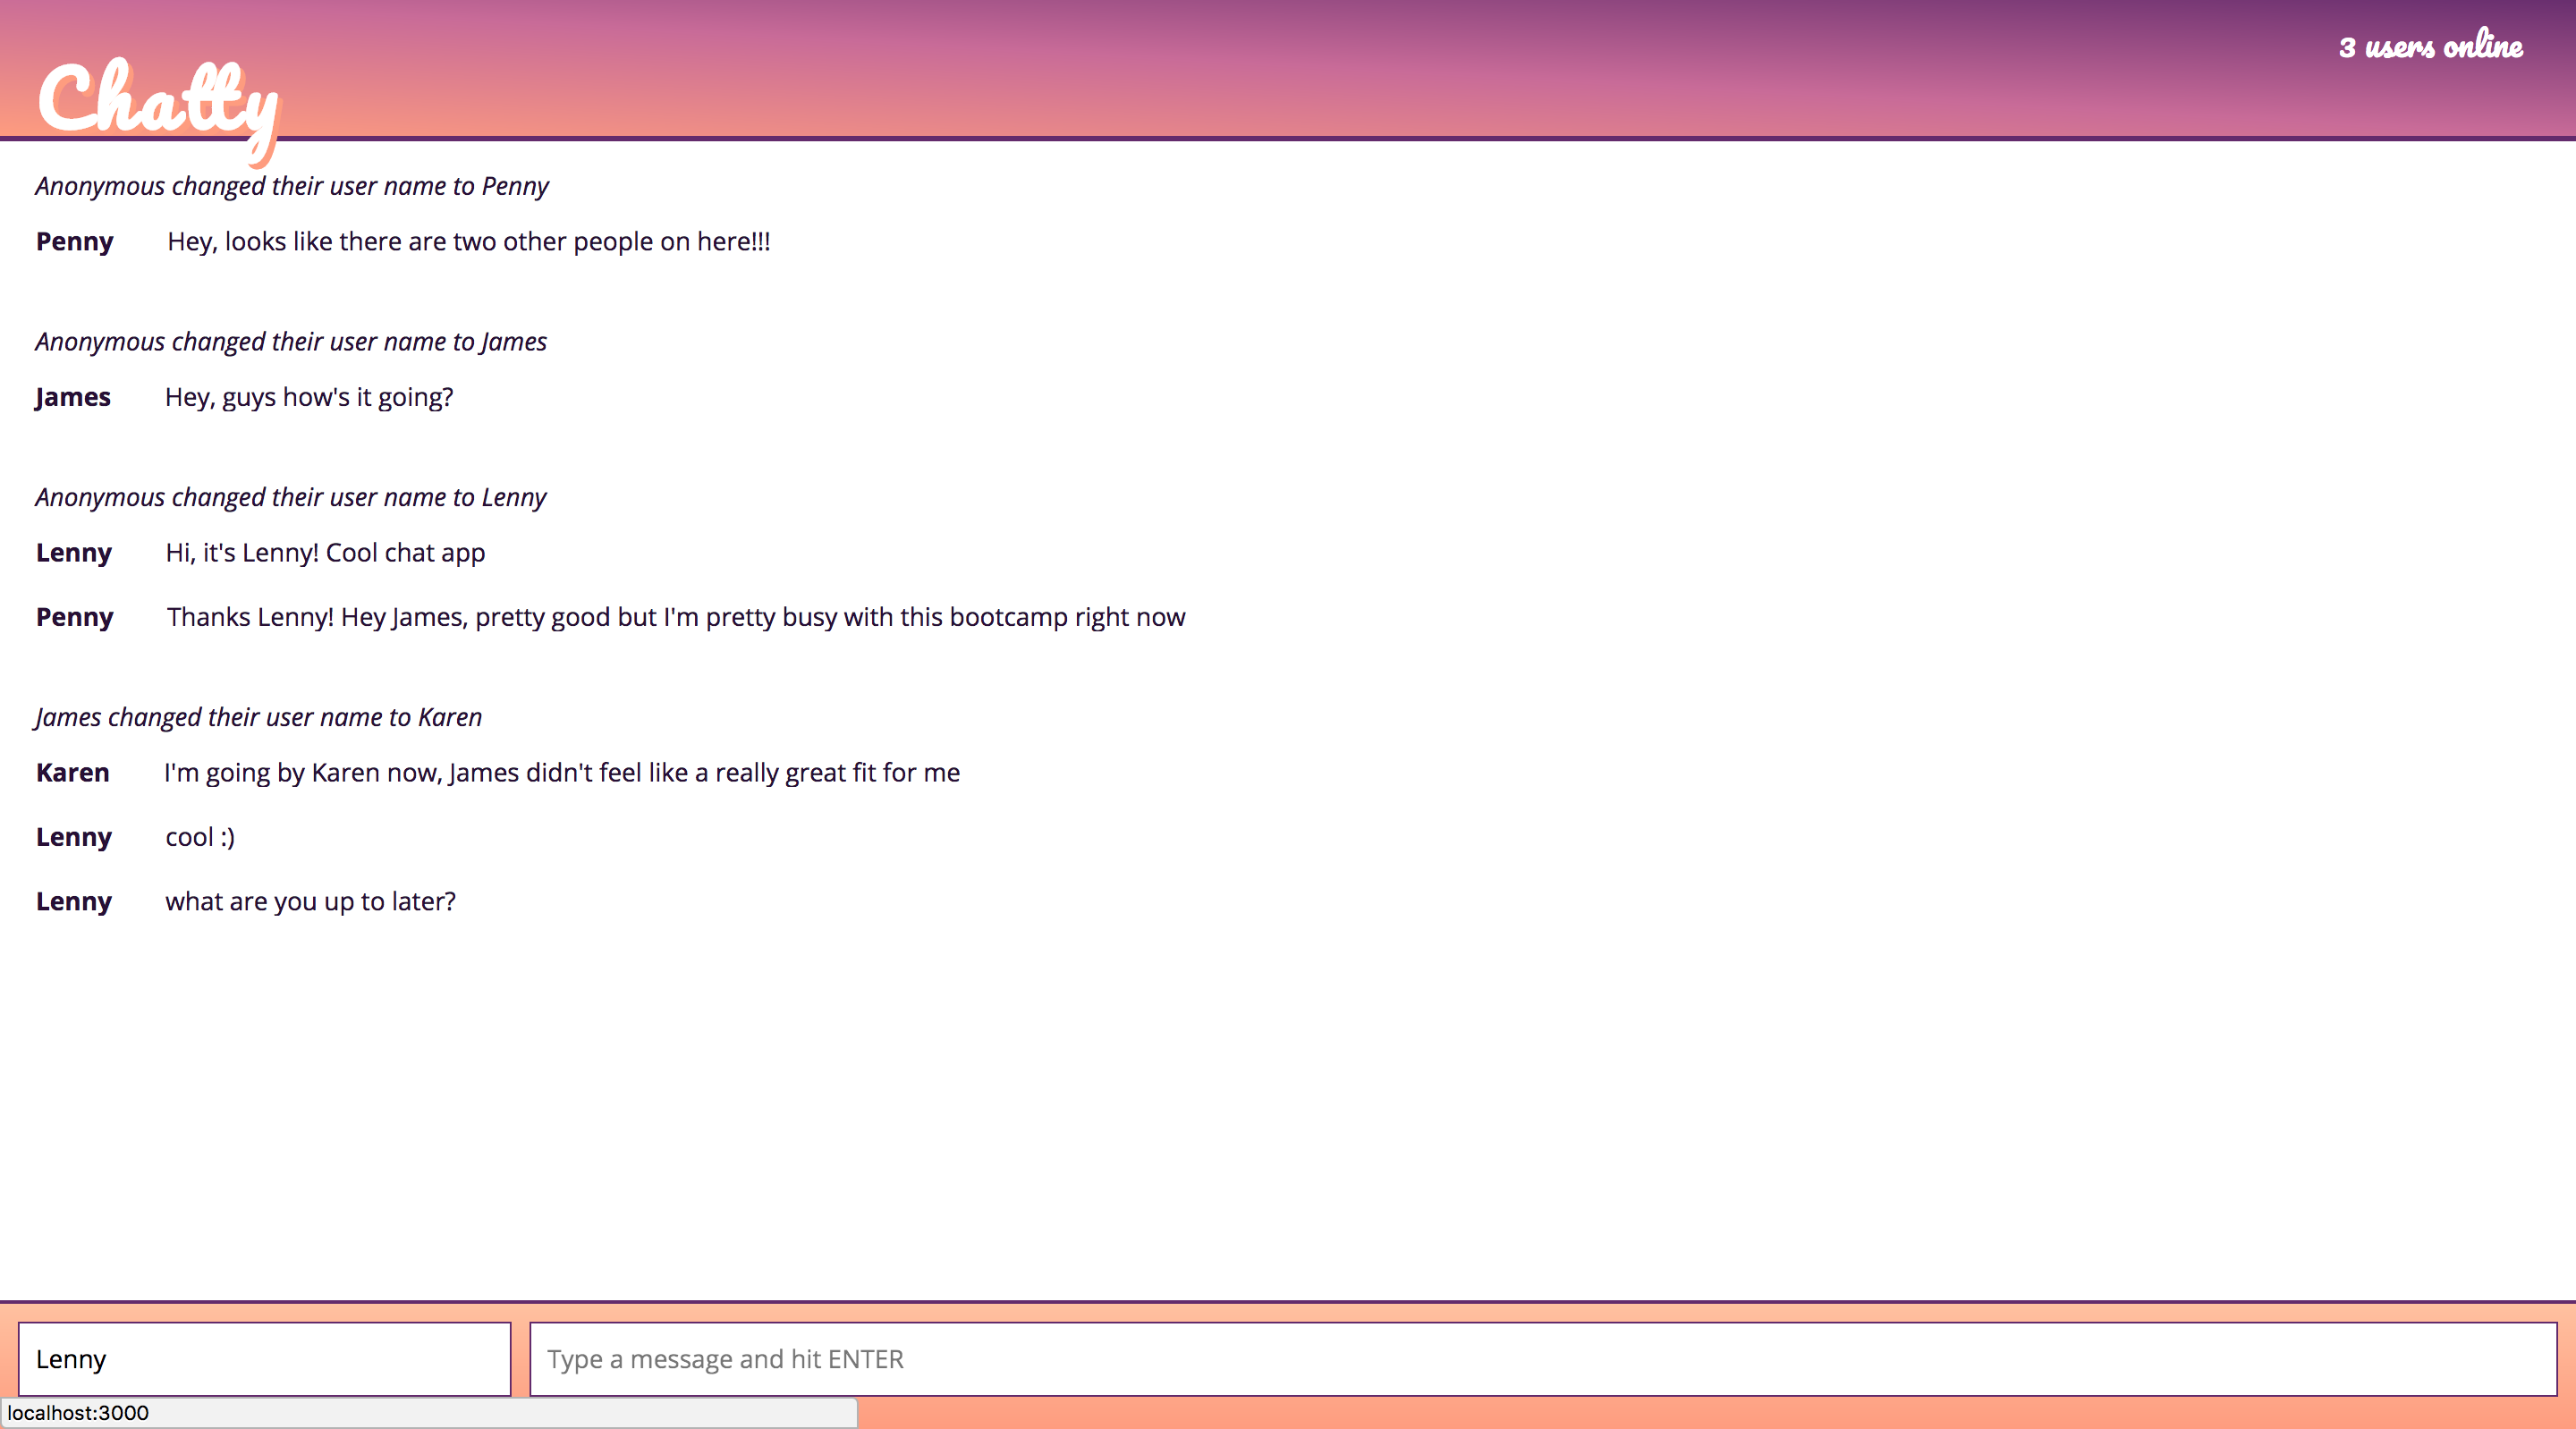 3 users online
Chatty
Anonymous changed their user name to Penny
Penny Hey, looks like there are two other people on here!!!
Anonymous changed their user name to James
James Hey, guys how's it going?
Anonymous changed their user name to Lenny
Lenny Hi, it's Lenny! Cool chat app
Penny Thanks Lenny! Hey James, pretty good but I'm pretty busy with this bootcamp right now
James changed their user name to Karen
Karen I'm going by Karen now, James didn't feel like a really great fit for me
Lenny cool :)
Lenny what are you up to later?
Lenny Type a message and hit ENTER
localhost:3000